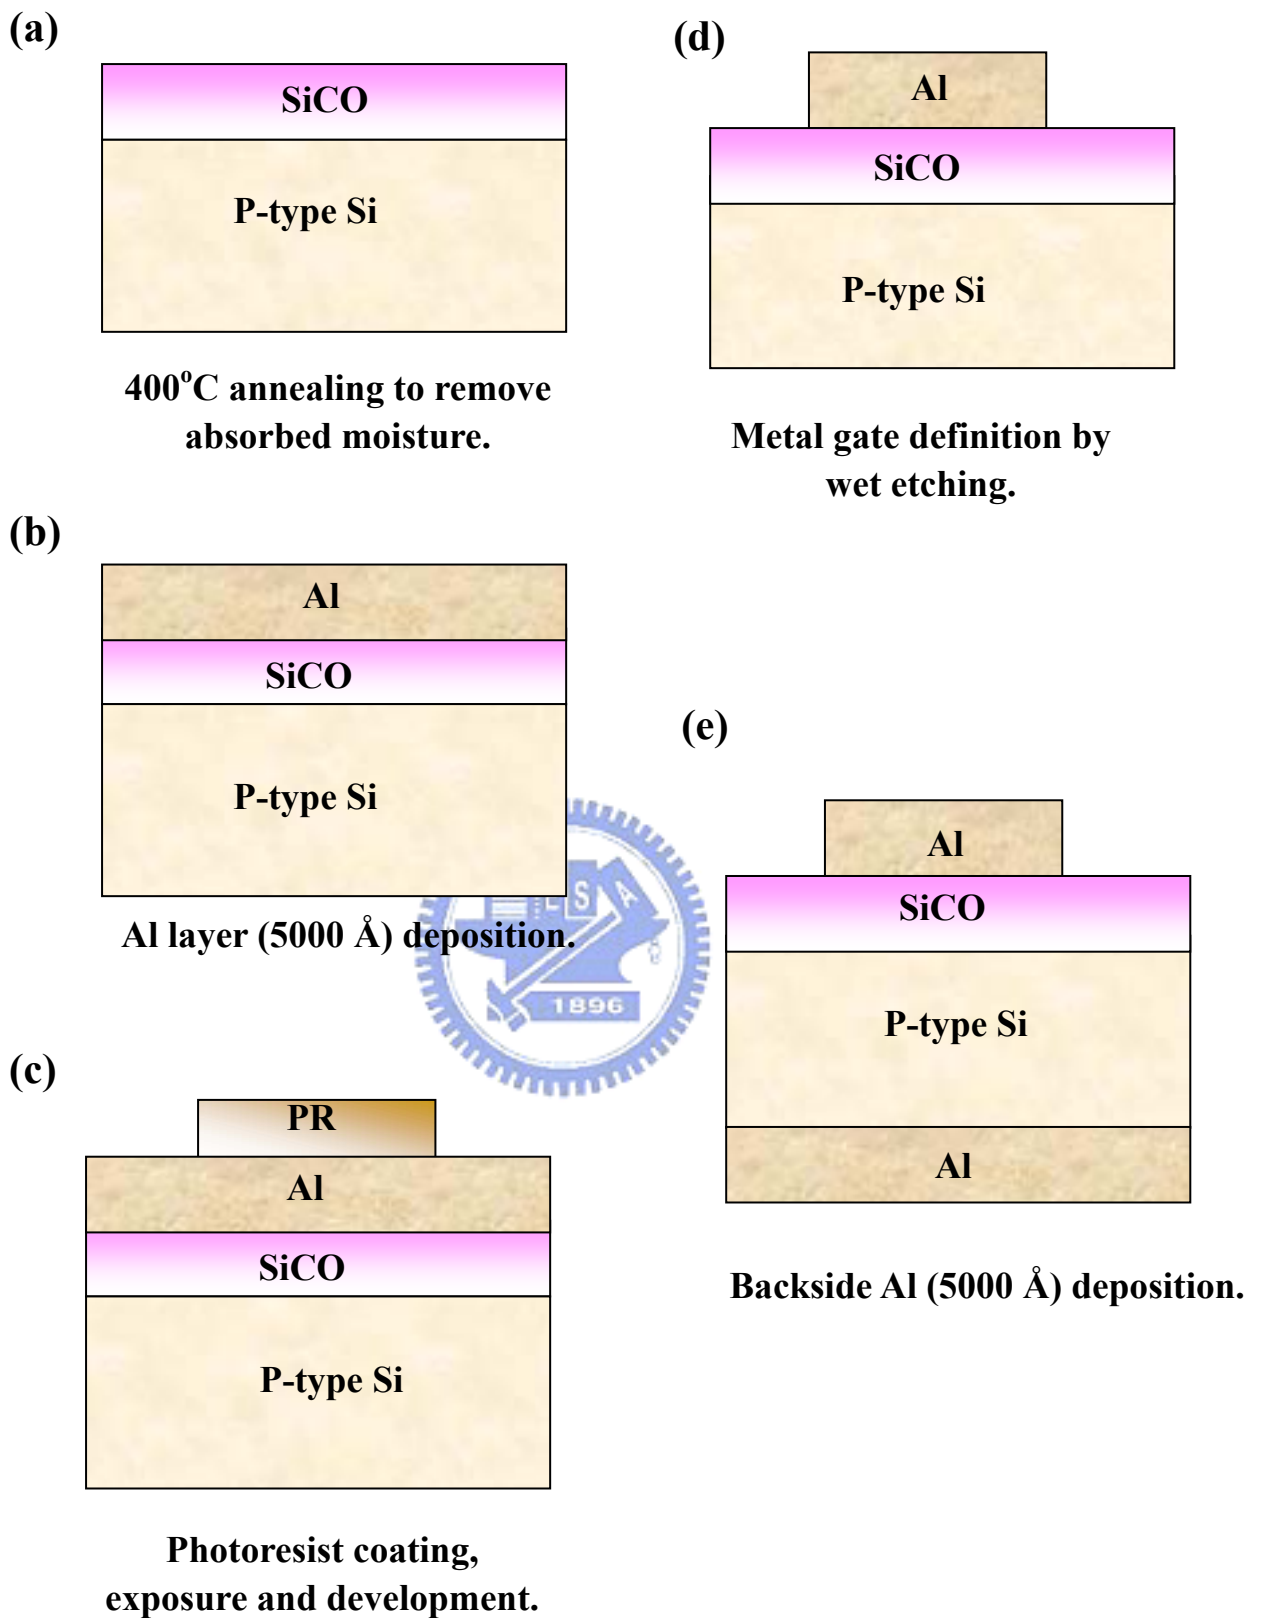 (a)
SiCO
P-type Si
400°C annealing to remove
absorbed moisture.
(b)
Al
SiCO
P-type Si
Al layer (5000 Å) deposition.
(c)
PR
Al
SiCO
P-type Si
Photoresist coating,
exposure and development.
(d)
Al
SiCO
P-type Si
Metal gate definition by
wet etching.
(e)
Al
SiCO
P-type Si
Al
Backside Al (5000 Å) deposition.
E S A
1896